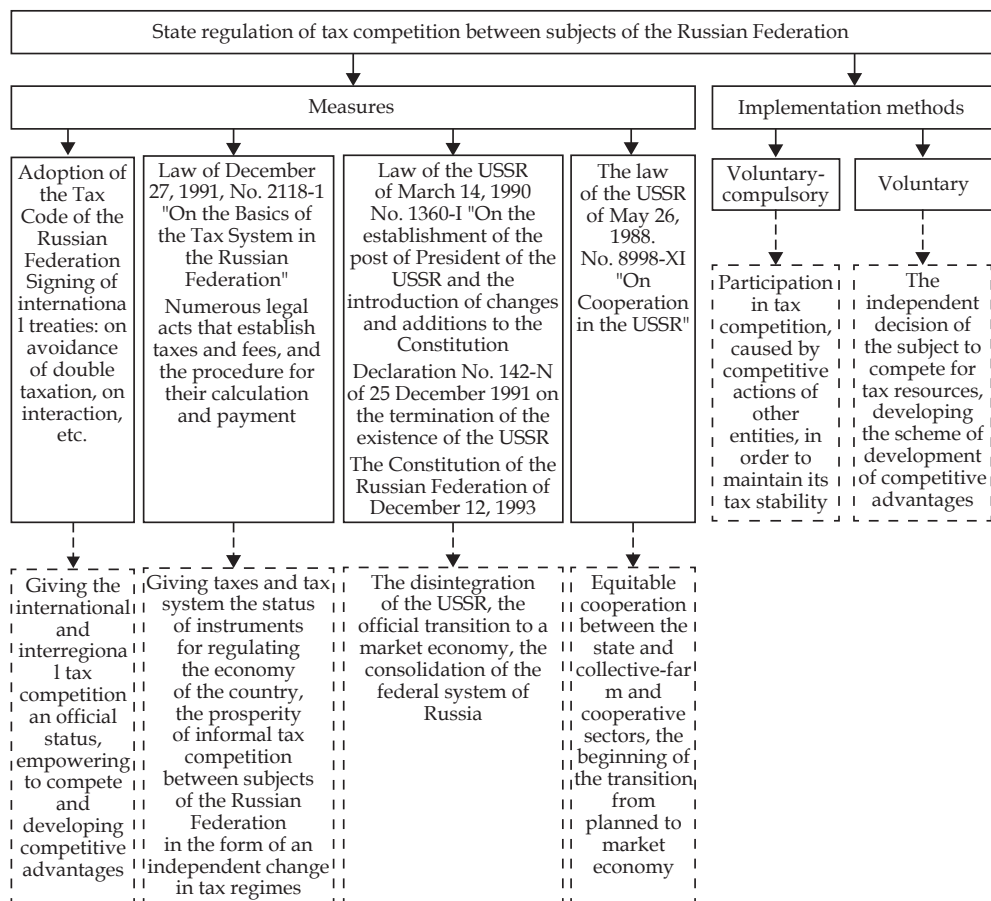 State regulation of tax competition between subjects of the Russian Federation
Measures
Implementation methods
Adoption of
the Tax
Code of the
Russian
Federation
Signing of
internationa
l treaties: on
avoidance
of double
taxation, on
interaction,
etc.
Law of December
27, 1991, No. 2118-1
"On the Basics of
the Tax System in
the Russian
Federation"
Numerous legal
acts that establish
taxes and fees, and
the procedure for
their calculation
and payment
Law of the USSR
of March 14, 1990
No. 1360-I "On the
establishment of the
post of President of the
USSR and the
introduction of changes
and additions to the
Constitution
Declaration No. 142-N
of 25 December 1991 on
the termination of the
existence of the USSR
The Constitution of the
Russian Federation of
December 12, 1993
The law
of the USSR
of May 26,
1988.
No. 8998-XI
"On
Cooperation
in the USSR"
Voluntary-
compulsory
Voluntary
Participation
in tax
competition,
caused by
competitive
actions of
other
entities, in
order to
maintain its
tax stability
The
independent
decision of
the subject to
compete for
tax resources,
developing
the scheme of
development
of competitive
advantages
Giving the
international
and
interregiona
l tax
competition
an official
status,
empowering
to compete
and
developing
competitive
advantages
Giving taxes and tax
system the status
of instruments
for regulating
the economy
of the country,
the prosperity
of informal tax
competition
between subjects
of the Russian
Federation
in the form of an
independent change
in tax regimes
The disintegration
of the USSR, the
official transition to a
market economy, the
consolidation of the
federal system of
Russia
Equitable
cooperation
between the
state and
collective-far
m and
cooperative
sectors, the
beginning of
the transition
from
planned to
market
economy